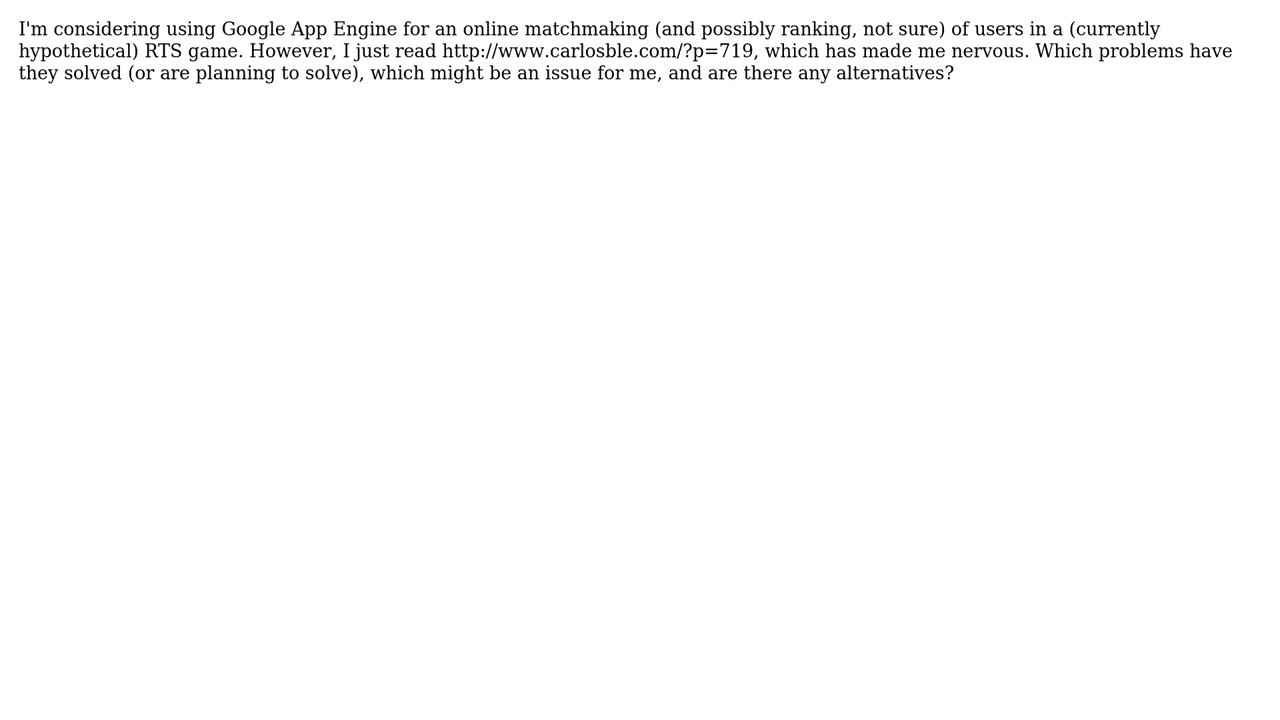 I'm considering using Google App Engine for an online matchmaking (and possibly ranking, not sure) of users in a (currently
hypothetical) RTS game. However, I just read http://www.carlosble.com/?p=719, which has made me nervous. Which problems have
they solved (or are planning to solve), which might be an issue for me, and are there any alternatives?